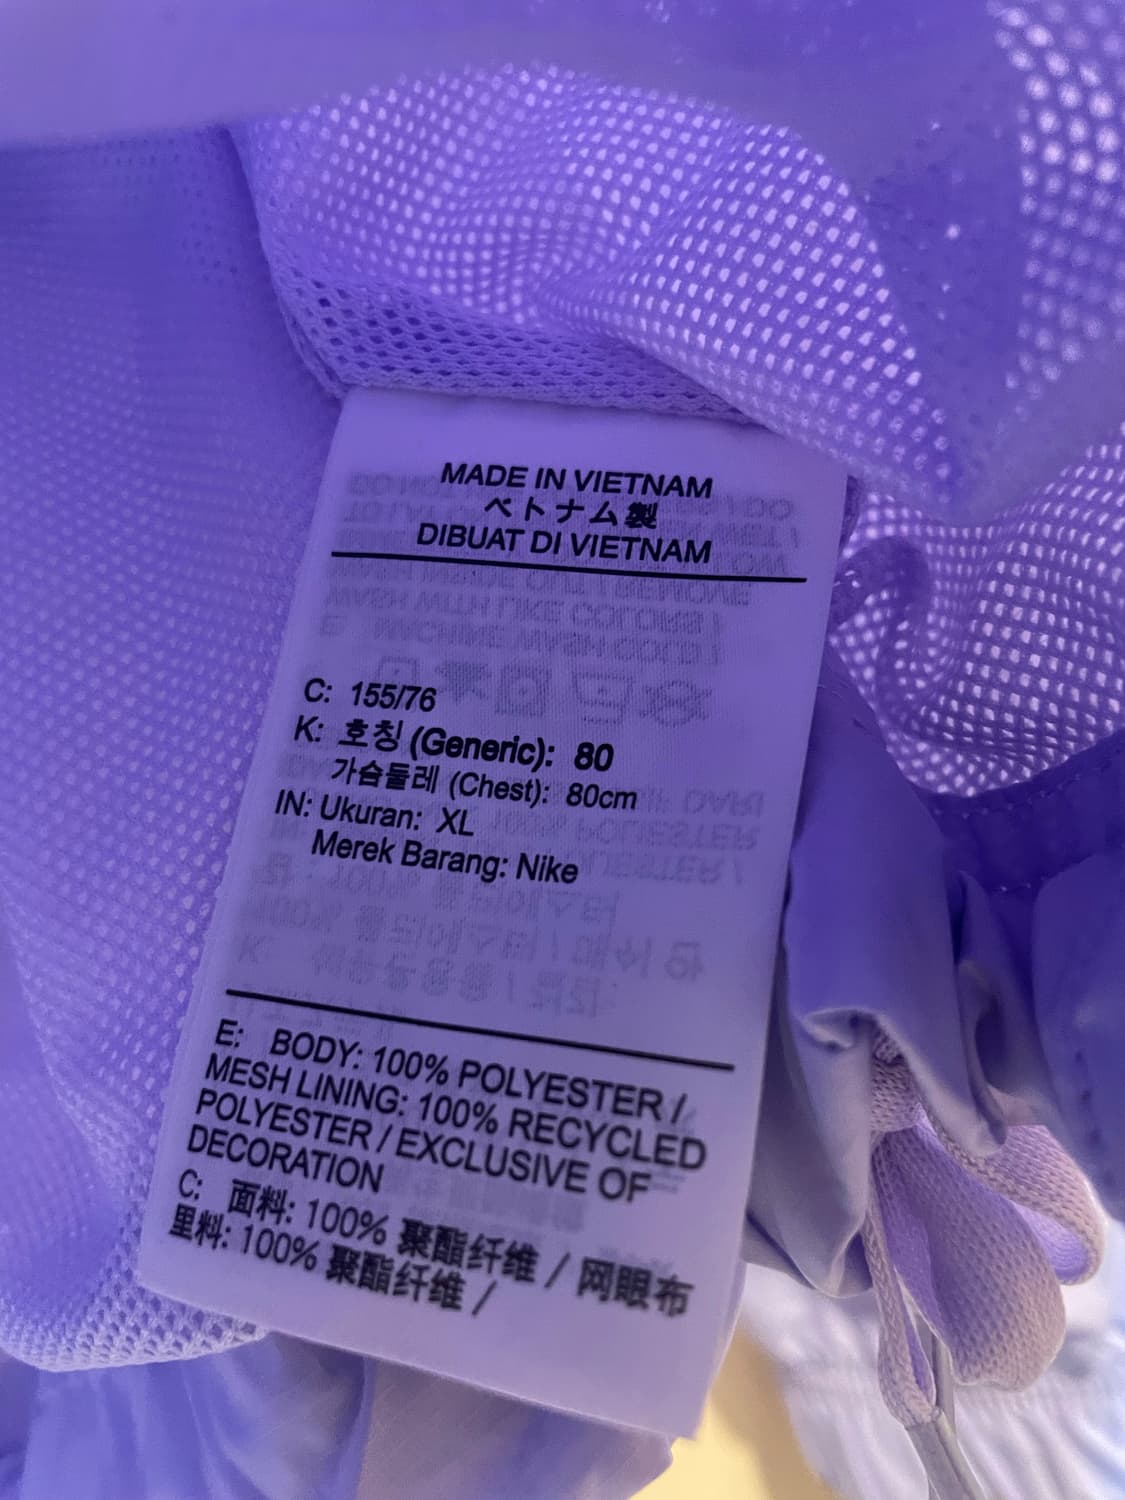 MADE IN VIETNAM
ベトナム製
DIBUAT DI VIETNAM
C: 155/76
K: 호칭 (Generic): 80
가슴둘레 (Chest): 80cm
IN: Ukuran: XL
Merek Barang: Nike
E: BODY: 100% POLYESTER /
MESH LINING: 100% RECYCLED
POLYESTER / EXCLUSIVE OF
DECORATION
C: 面料: 100% 聚酯纤维 / 网眼布
里料: 100% 聚酯纤维 /